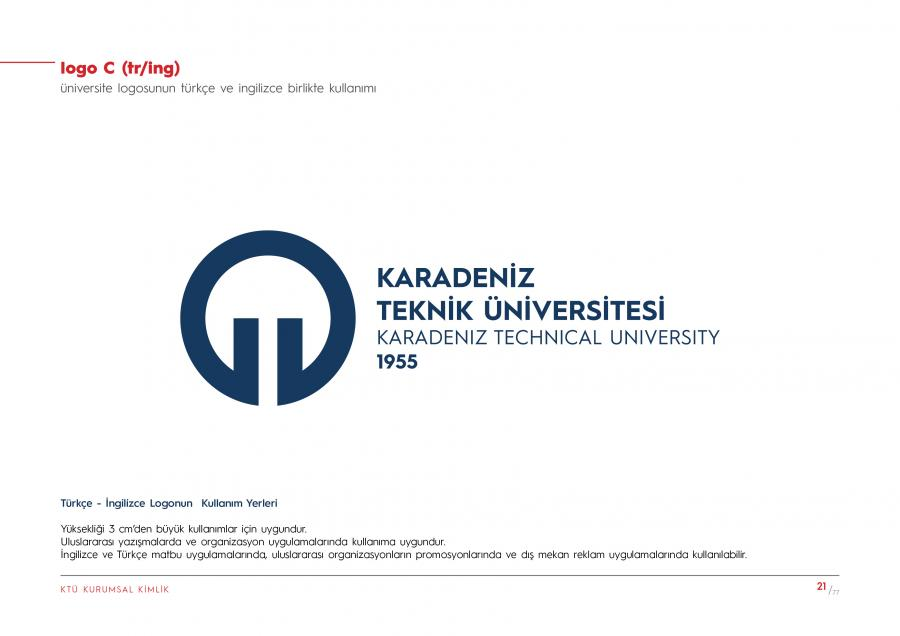 logo C (tr/ing)
üniversite logosunun türkçe ve ingilizce birlikte kullanımı
KARADENİZ
TEKNİK ÜNİVERSİTESİ
KARADENIZ TECHNICAL UNIVERSITY
1955
Türkçe - İngilizce Logonun Kullanım Yerleri
Yüksekliği 3 cm'den büyük kullanımlar için uygundur.
Uluslararası yazışmalarda ve organizasyon uygulamalarında kullanıma uygundur.
İngilizce ve Türkçe matbu uygulamalarında, uluslararası organizasyonların promosyonlarında ve dış mekan reklam uygulamalarında kullanılabilir.
KTÜ KURUMSAL KİMLİK
21/77